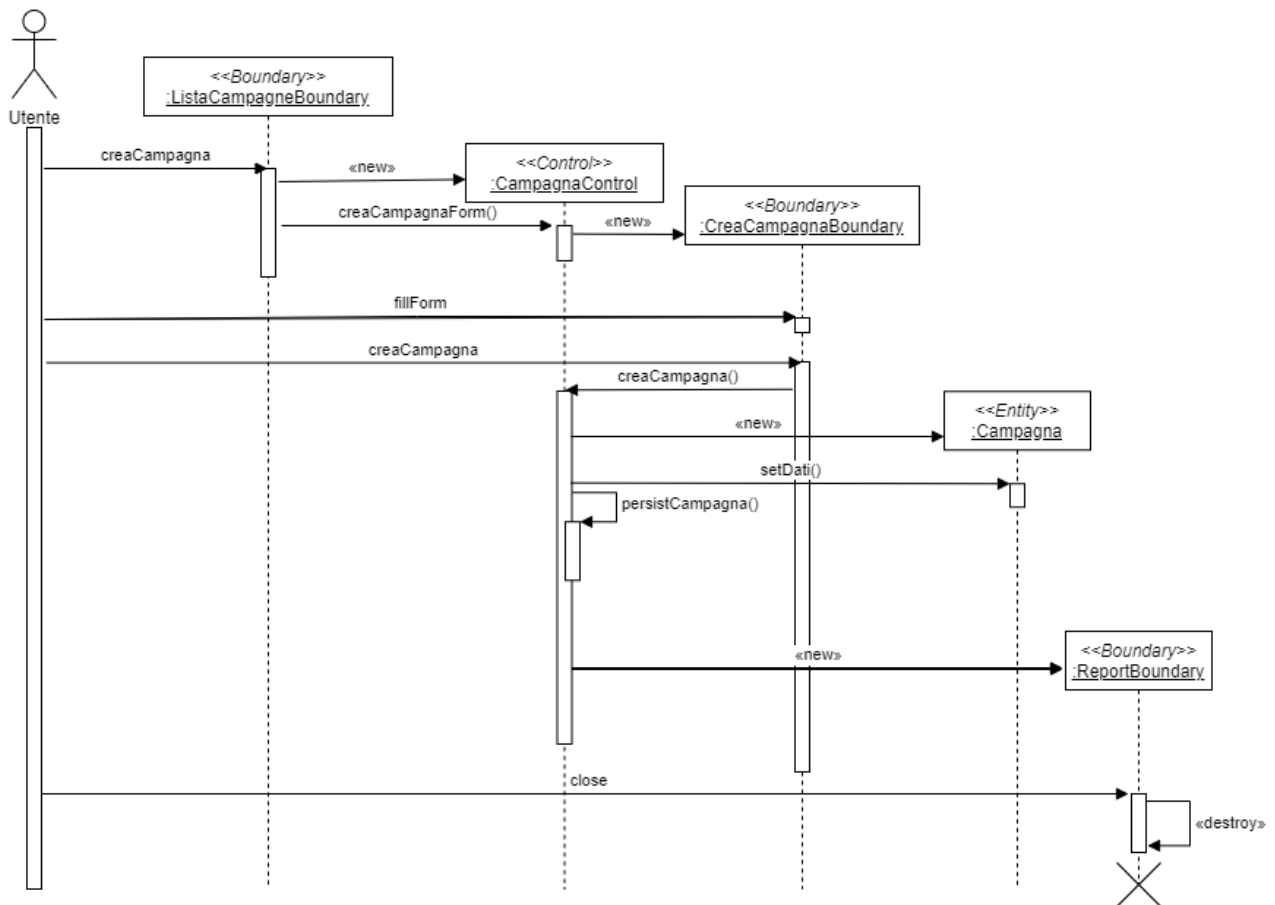 Utente
<<Boundary>>
:ListaCampagneBoundary
creaCampagna
«new»
<<Control>>
:CampagnaControl
creaCampagnaForm()
«new»
<<Boundary>>
:CreaCampagnaBoundary
fillForm
creaCampagna
creaCampagna()
«new»
<<Entity>>
:Campagna
setDati()
persistCampagna()
«new»
<<Boundary>>
:ReportBoundary
close
«destroy»